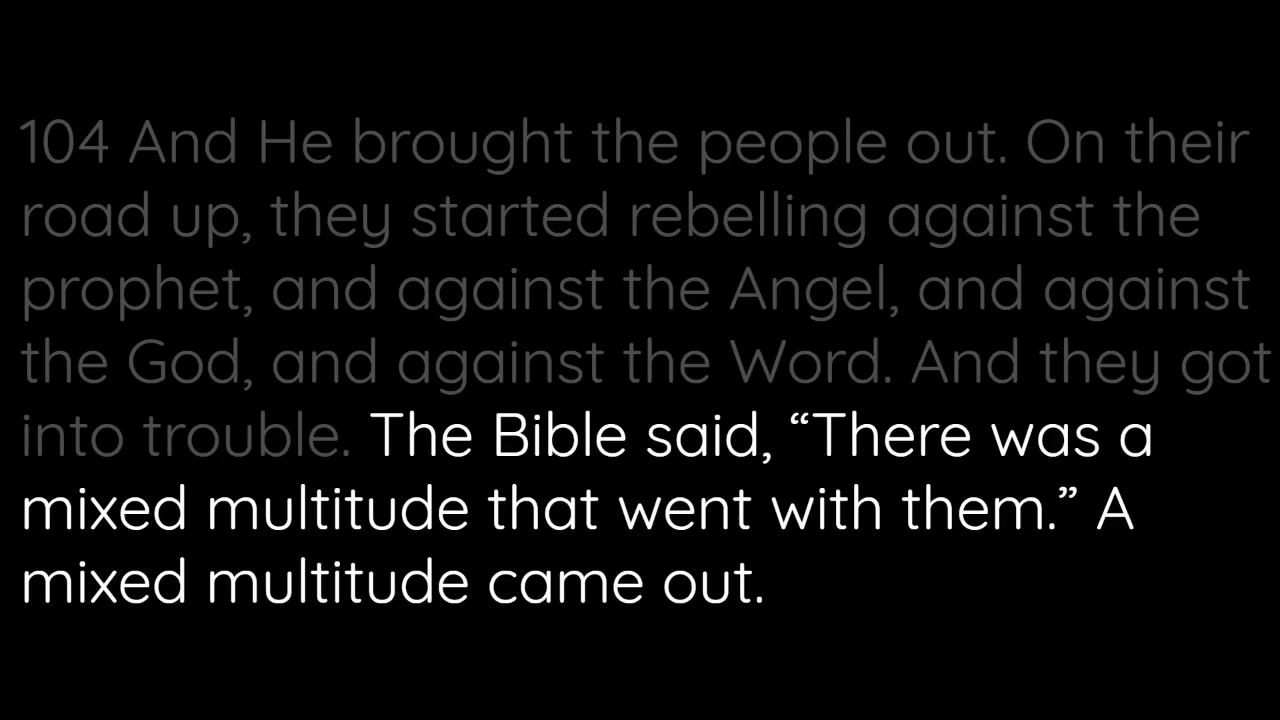 104 And He brought the people out. On their
road up, they started rebelling against the
prophet, and against the Angel, and against
the God, and against the Word. And they got
into trouble. The Bible said, “There was a
mixed multitude that went with them.” A
mixed multitude came out.